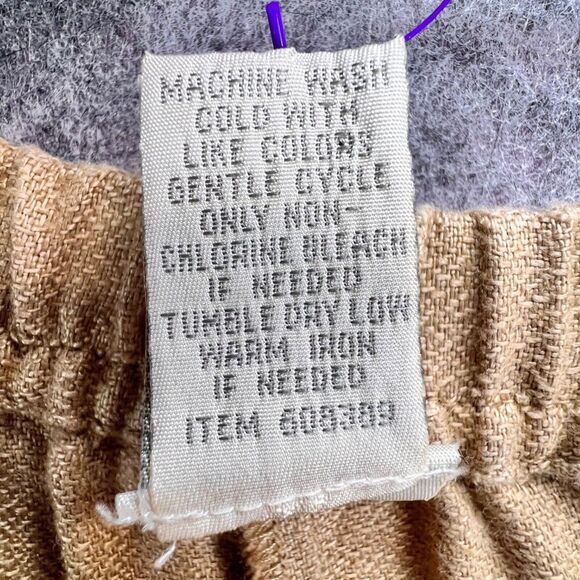 MACHINE WASH
COLD WITH
LIKE COLORS
GENTLE CYCLE
ONLY NON-
CHLORINE BLEACH
IF NEEDED
TUMBLE DRY LOW
WARM IRON
IF NEEDED
ITEM 608389